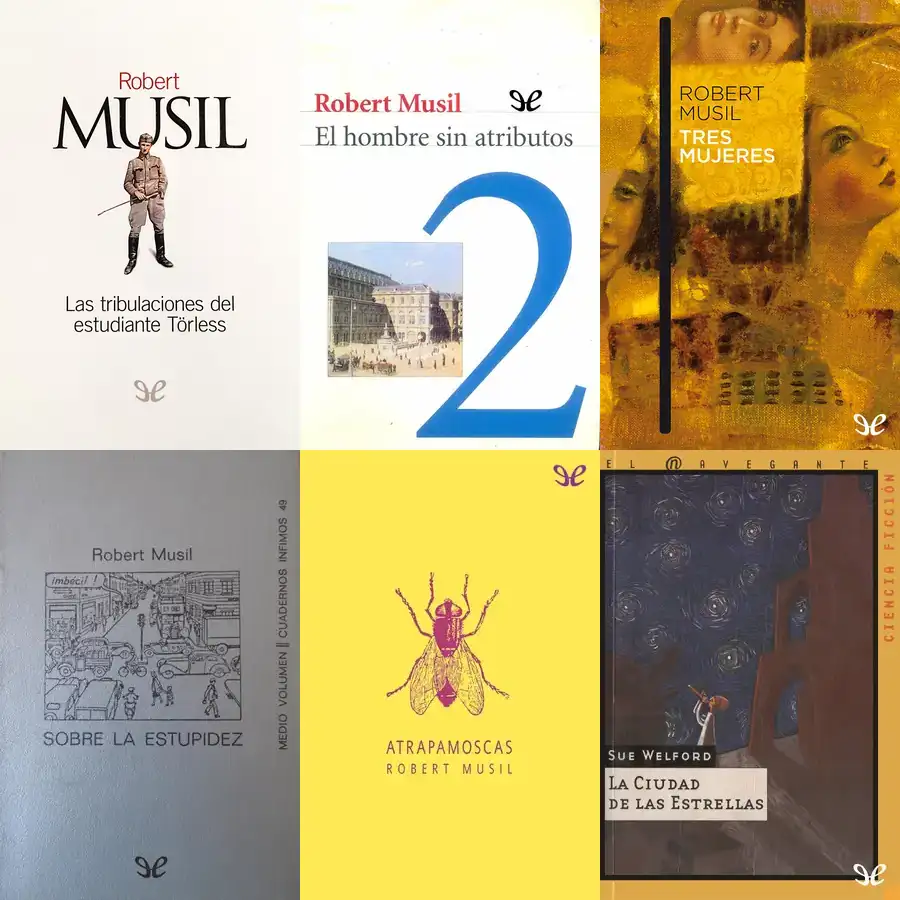 Robert
MUSIL
Las tribulaciones del
estudiante Törless
Robert Musil
El hombre sin atributos
2
ROBERT
MUSIL
TRES
MUJERES
Robert Musil
imbécil !
SOBRE LA ESTUPIDEZ
MEDIO VOLUMEN || CUADERNOS INFIMOS 49
ATRAPAMOSCAS
ROBERT MUSIL
EL NAVEGANTE
CIENCIA FICCIÓN
SUE WELFORD
LA CIUDAD
DE LAS ESTRELLAS